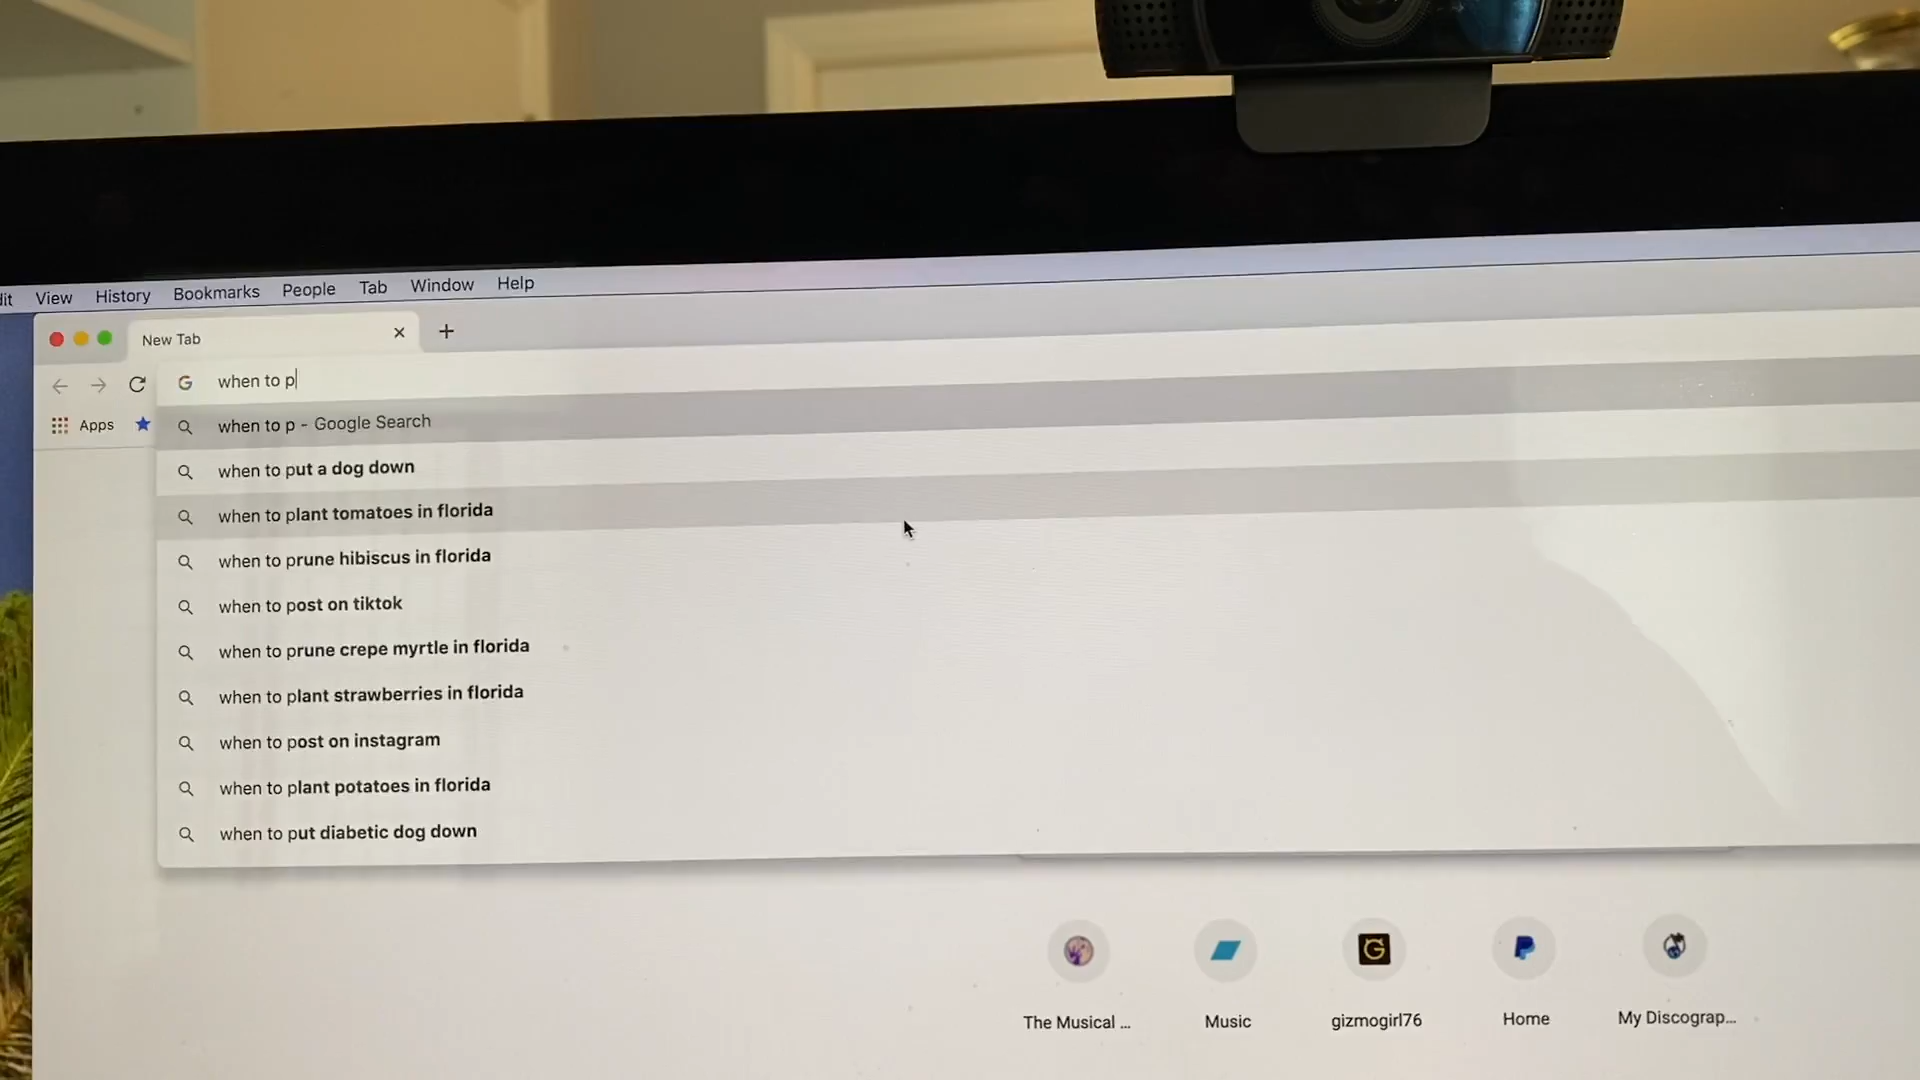 View History Bookmarks People Tab Window Help
New Tab
when to p
Apps
when to p - Google Search
when to put a dog down
when to plant tomatoes in florida
when to prune hibiscus in florida
when to post on tiktok
when to prune crepe myrtle in florida
when to plant strawberries in florida
when to post on instagram
when to plant potatoes in florida
when to put diabetic dog down
The Musical ... Music gizmogirl76 Home My Discograp...